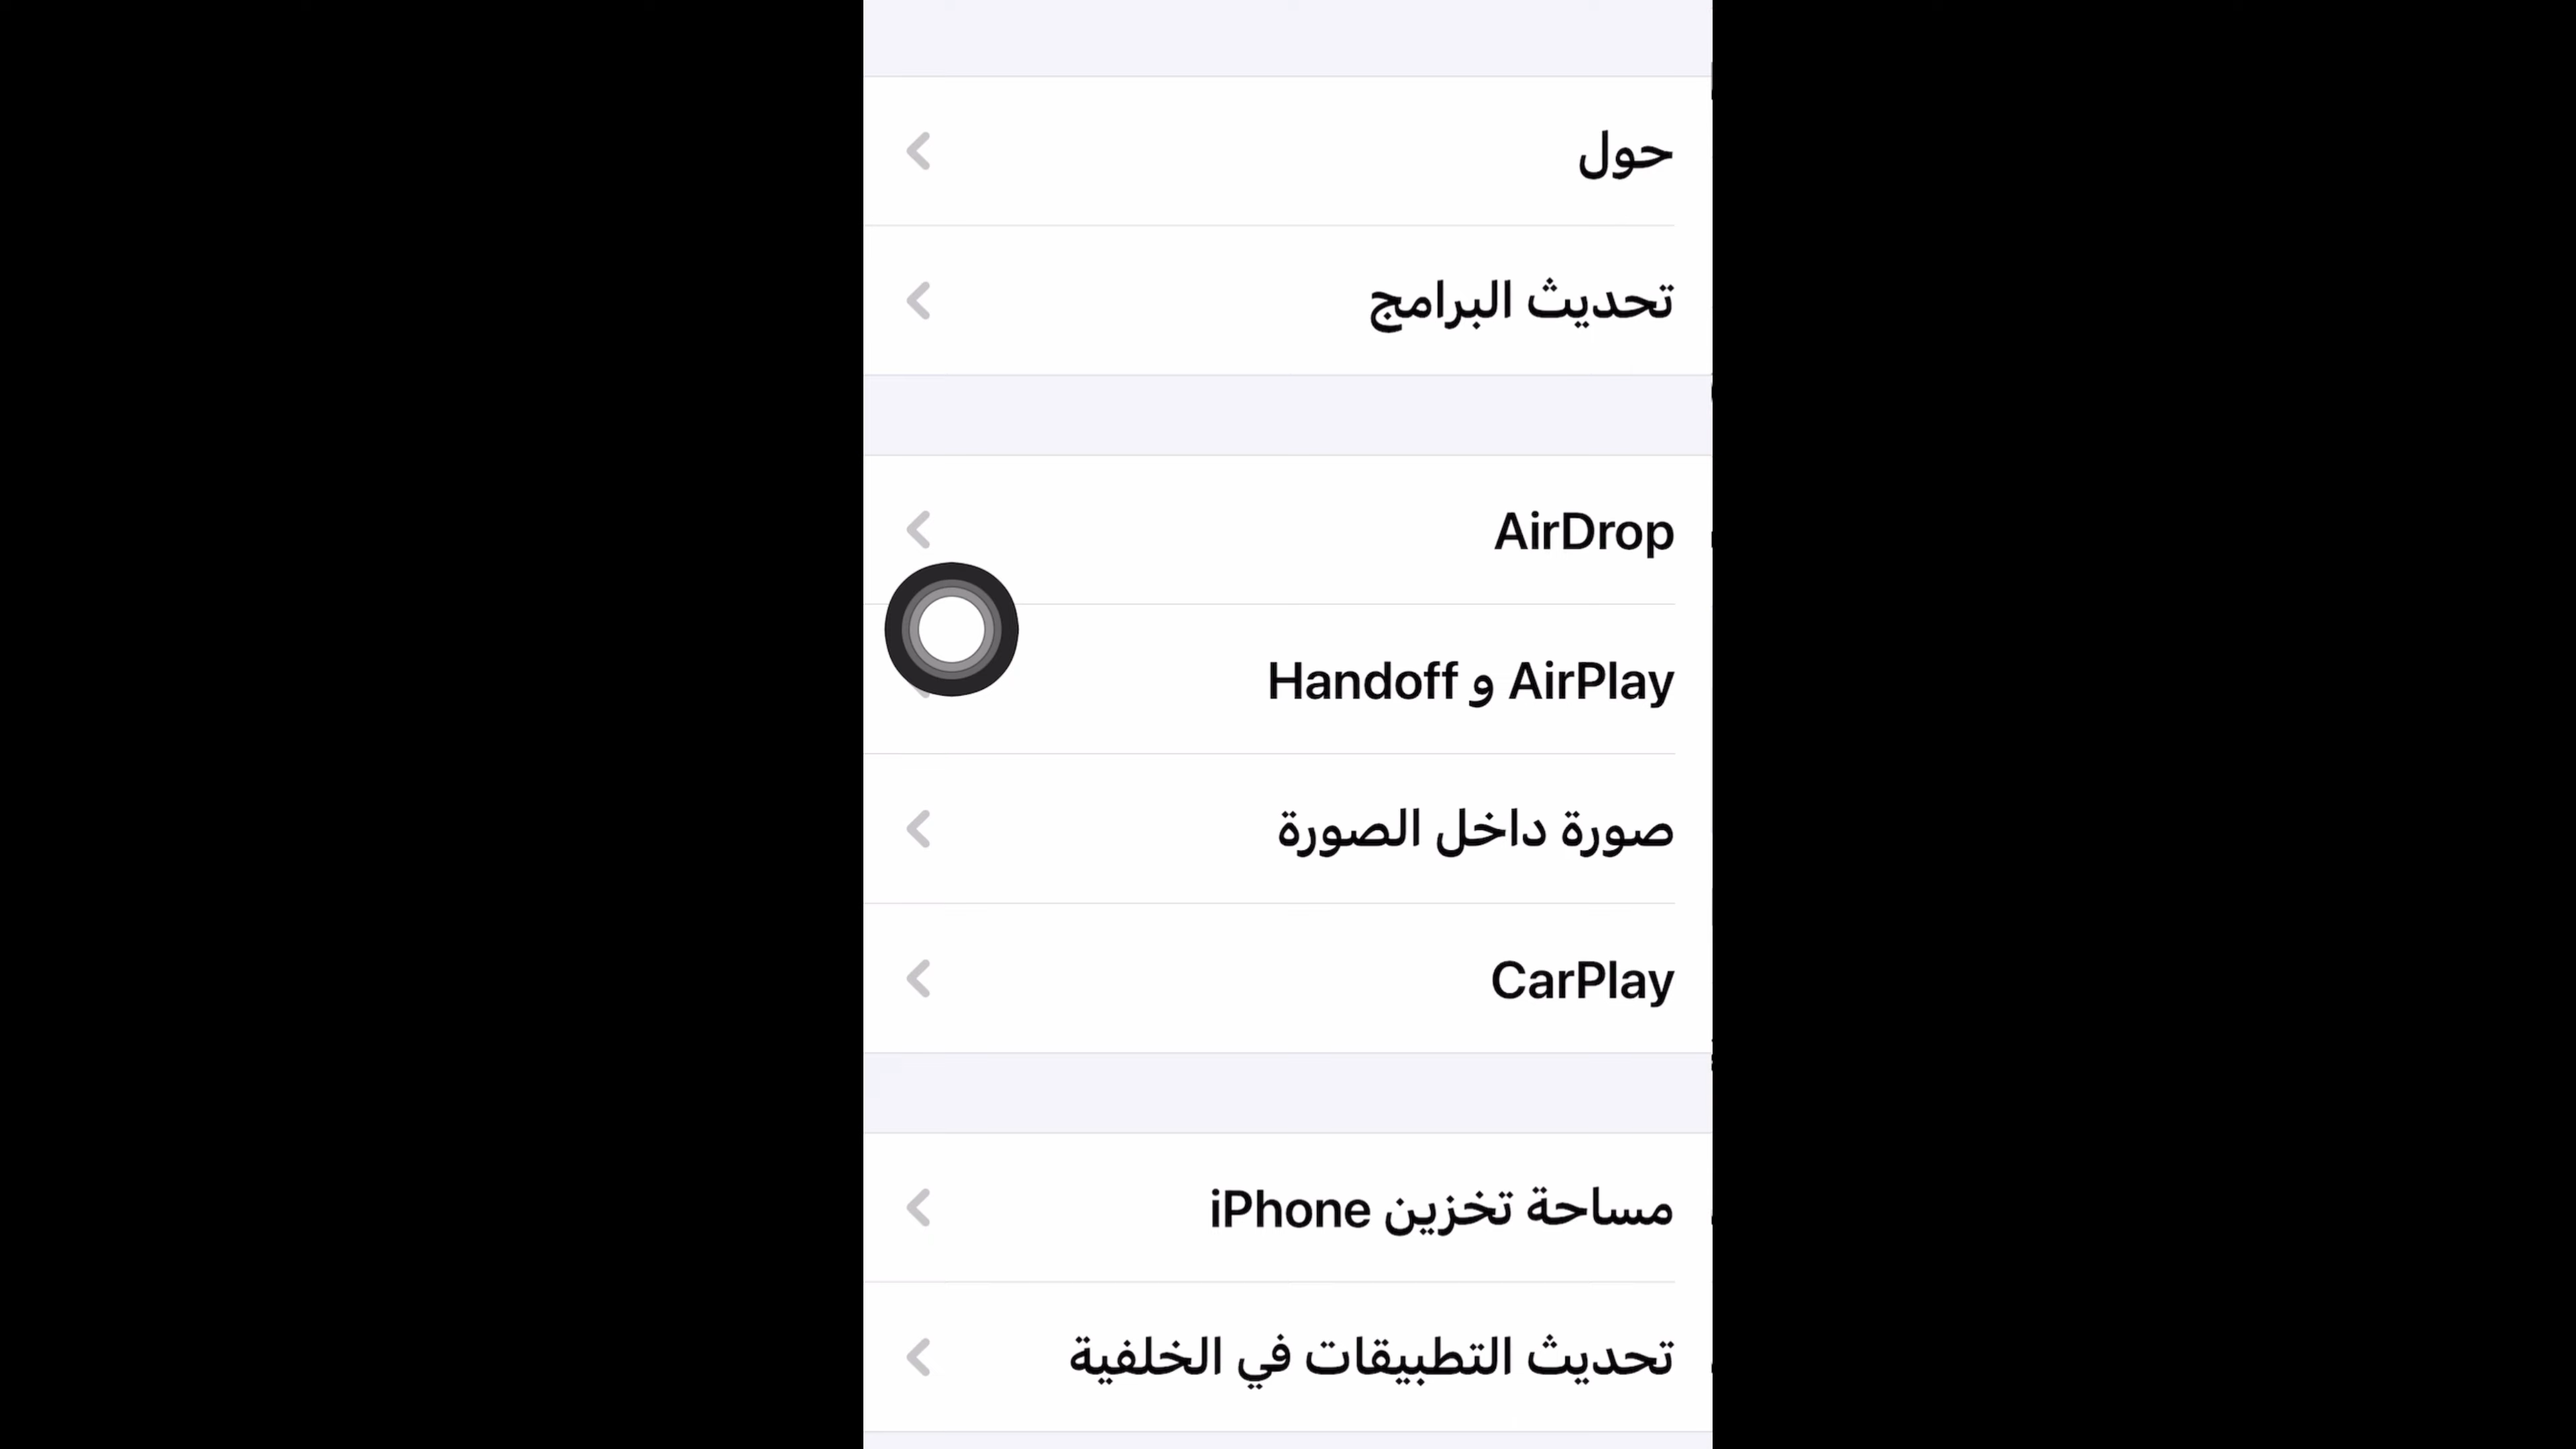 حول
تحديث البرامج
AirDrop
AirPlay و Handoff
صورة داخل الصورة
CarPlay
مساحة تخزين iPhone
تحديث التطبيقات في الخلفية